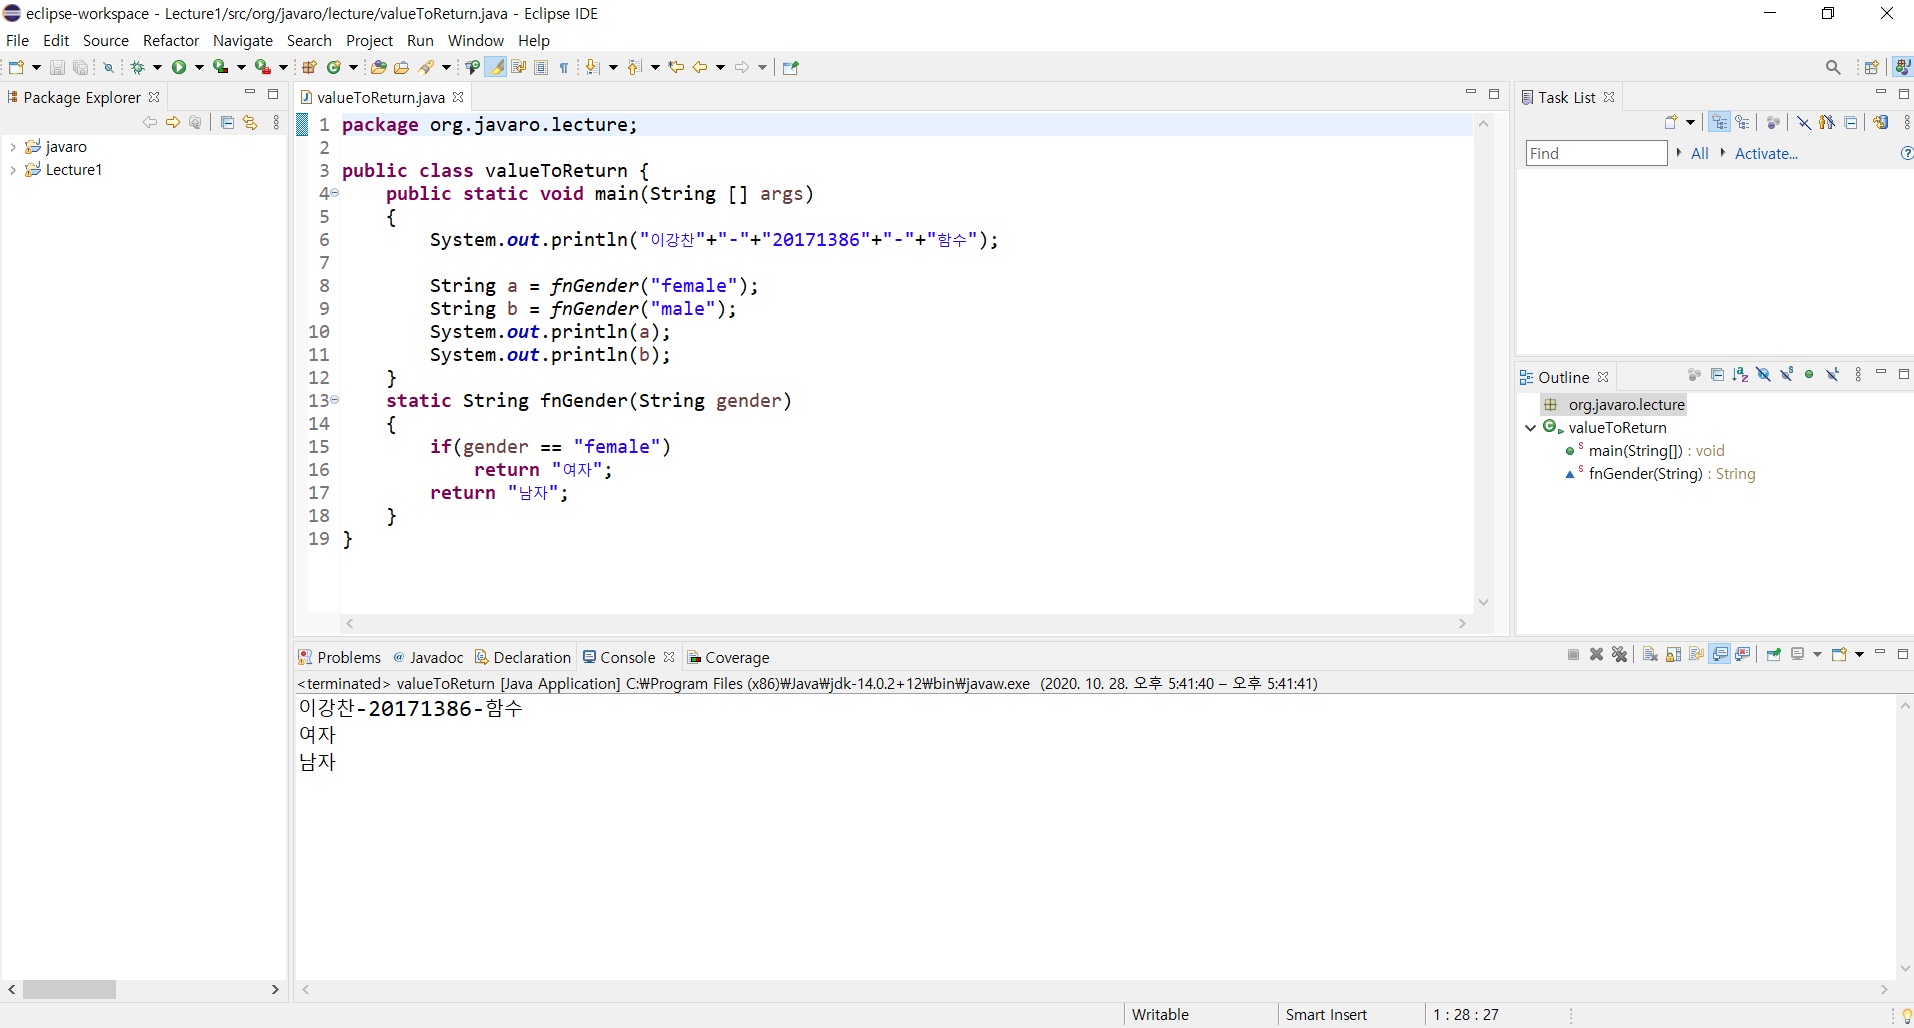 eclipse-workspace - Lecture1/src/org/javaro/lecture/valueToReturn.java - Eclipse IDE
File Edit Source Refactor Navigate Search Project Run Window Help
Package Explorer
javaro
Lecture1
valueToReturn.java
1 package org.javaro.lecture;
2
3 public class valueToReturn {
4 public static void main(String [] args)
5 {
6 System.out.println("이강찬"+"-"+"20171386"+"-"+"함수");
7
8 String a = fnGender("female");
9 String b = fnGender("male");
10 System.out.println(a);
11 System.out.println(b);
12 }
13 static String fnGender(String gender)
14 {
15 if(gender == "female")
16 return "여자";
17 return "남자";
18 }
19 }
Task List
Find All Activate...
Outline
org.javaro.lecture
valueToReturn
main(String[]) : void
fnGender(String) : String
Problems @ Javadoc Declaration Console Coverage
<terminated> valueToReturn [Java Application] C:₩Program Files (x86)₩Java₩jdk-14.0.2+12₩bin₩javaw.exe (2020. 10. 28. 오후 5:41:40 – 오후 5:41:41)
이강찬-20171386-함수
여자
남자
Writable Smart Insert 1 : 28 : 27